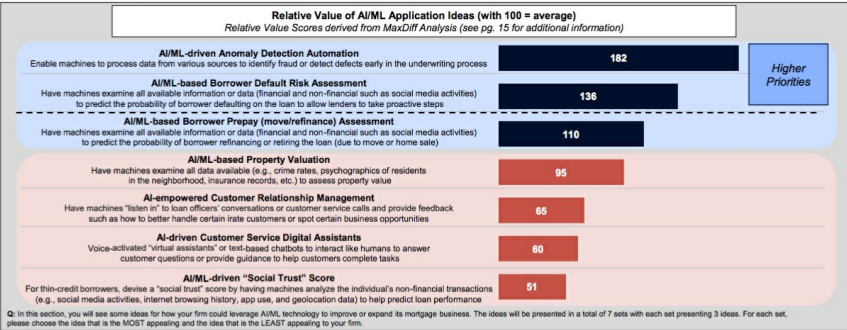 Relative Value of AI/ML Application Ideas (with 100 = average)
Relative Value Scores derived from MaxDiff Analysis (see pg. 15 for additional information)
AI/ML-driven Anomaly Detection Automation
Enable machines to process data from various sources to identify fraud or detect defects early in the underwriting process
182
Higher
Priorities
AI/ML-based Borrower Default Risk Assessment
Have machines examine all available information or data (financial and non-financial such as social media activities)
to predict the probability of borrower defaulting on the loan to allow lenders to take proactive steps
136
AI/ML-based Borrower Prepay (move/refinance) Assessment
Have machines examine all available information or data (financial and non-financial such as social media activities)
to predict the probability of borrower refinancing or retiring the loan (due to move or home sale)
110
AI/ML-based Property Valuation
Have machines examine all data available (e.g., crime rates, psychographics of residents
in the neighborhood, insurance records, etc.) to assess property value
95
AI-empowered Customer Relationship Management
Have machines "listen in" to loan officers' conversations or customer service calls and provide feedback
such as how to better handle certain irate customers or spot certain business opportunities
65
AI-driven Customer Service Digital Assistants
Voice-activated "virtual assistants" or text-based chatbots to interact like humans to answer
customer questions or provide guidance to help customers complete tasks
60
AI/ML-driven "Social Trust" Score
For thin-credit borrowers, devise a "social trust" score by having machines analyze the individual's non-financial transactions
(e.g., social media activities, internet browsing history, app use, and geolocation data) to help predict loan performance
51
Q: In this section, you will see some ideas for how your firm could leverage AI/ML technology to improve or expand its mortgage business. The ideas will be presented in a total of 7 sets with each set presenting 3 ideas. For each set,
please choose the idea that is the MOST appealing and the idea that is the LEAST appealing to your firm.